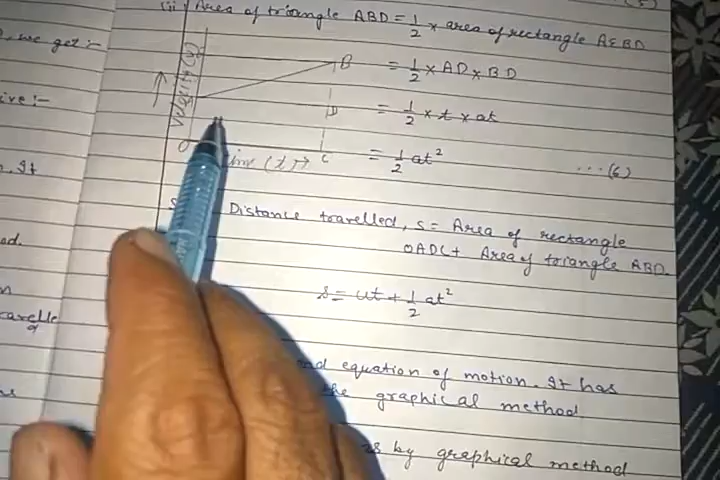 (ii) Area of triangle ABD = 1/2 × area of rectangle AEBD
= 1/2 × AD × BD
= 1/2 × t × at
= 1/2 at² ...(6)
Velocity
B
D
C
O
Time (t) →
Distance travelled, s = Area of rectangle
OADC + Area of triangle ABD.
s = ut + 1/2 at²
equation of motion. It has
the graphical method
by graphical method
we get :-